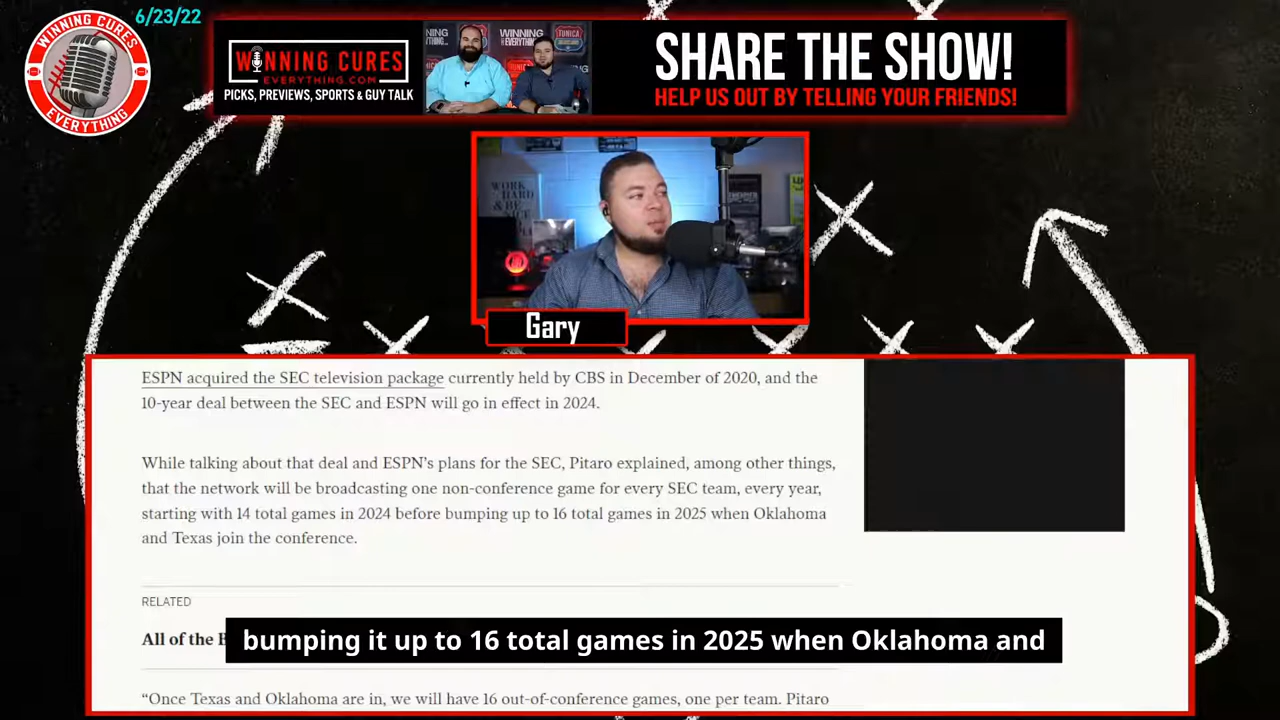 6/23/22
WINNING CURES
EVERYTHING
WINNING CURES
EVERYTHING.COM
PICKS, PREVIEWS, SPORTS & GUY TALK
SHARE THE SHOW!
HELP US OUT BY TELLING YOUR FRIENDS!
WORK
HARD
& BE
Gary
ESPN acquired the SEC television package currently held by CBS in December of 2020, and the
10-year deal between the SEC and ESPN will go in effect in 2024.
While talking about that deal and ESPN's plans for the SEC, Pitaro explained, among other things,
that the network will be broadcasting one non-conference game for every SEC team, every year,
starting with 14 total games in 2024 before bumping up to 16 total games in 2025 when Oklahoma
and Texas join the conference.
RELATED
All of the
bumping it up to 16 total games in 2025 when Oklahoma and
“Once Texas and Oklahoma are in, we will have 16 out-of-conference games, one per team. Pitaro